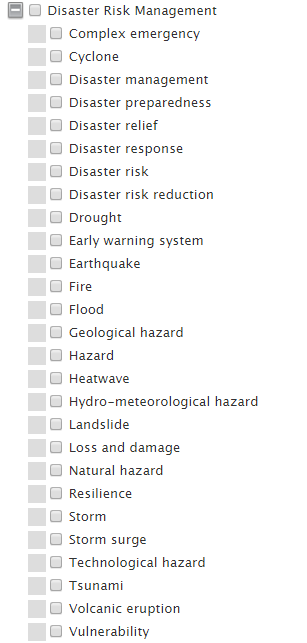 Disaster Risk Management
Complex emergency
Cyclone
Disaster management
Disaster preparedness
Disaster relief
Disaster response
Disaster risk
Disaster risk reduction
Drought
Early warning system
Earthquake
Fire
Flood
Geological hazard
Hazard
Heatwave
Hydro-meteorological hazard
Landslide
Loss and damage
Natural hazard
Resilience
Storm
Storm surge
Technological hazard
Tsunami
Volcanic eruption
Vulnerability